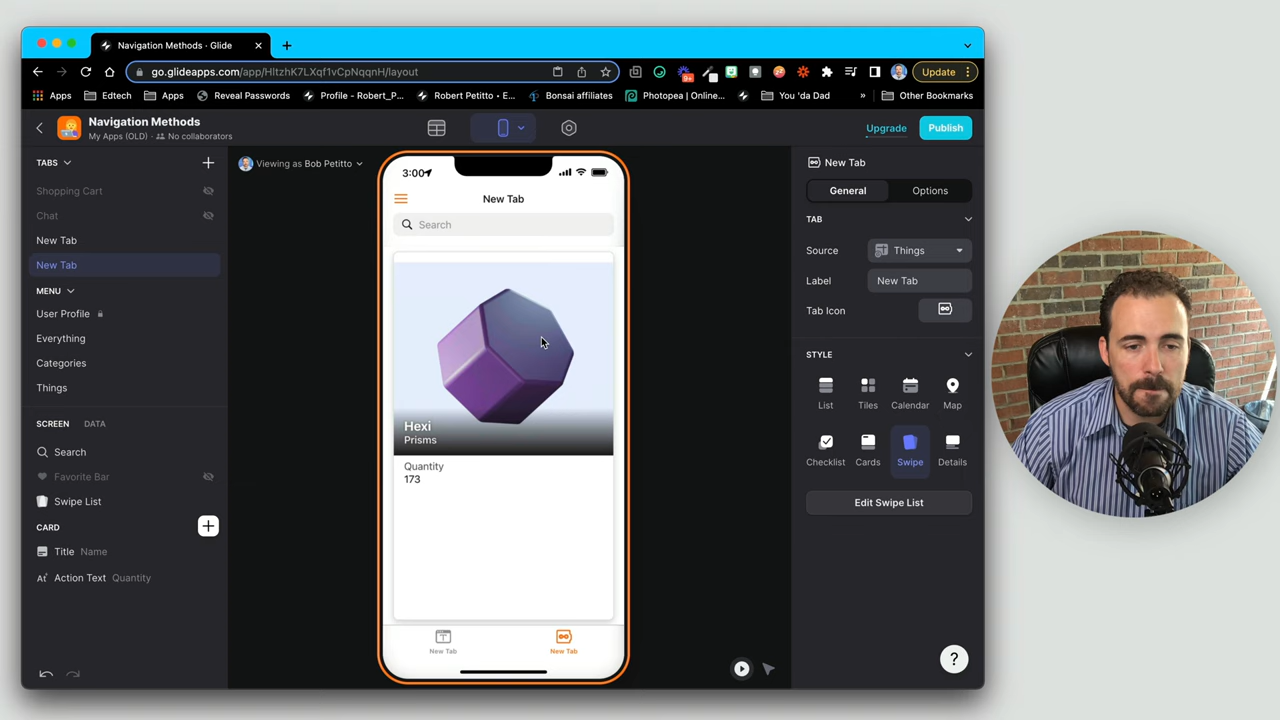 Navigation Methods · Glide
go.glideapps.com/app/HItzhK7LXqf1vCpNqqnH/layout
9+
Update
Apps
Edtech
Apps
Reveal Passwords
Profile - Robert_P...
Robert Petitto • E...
Bonsai affiliates
Photopea | Online...
You 'da Dad
»
Other Bookmarks
Navigation Methods
My Apps (OLD) · No collaborators
Upgrade
Publish
TABS
Shopping Cart
Chat
New Tab
New Tab
MENU
User Profile
Everything
Categories
Things
SCREEN DATA
Search
Favorite Bar
Swipe List
CARD
Title Name
Action Text Quantity
Viewing as Bob Petitto
3:00
New Tab
Search
Hexi
Prisms
Quantity
173
New Tab
New Tab
New Tab
General
Options
TAB
Source
Things
Label
New Tab
Tab Icon
STYLE
List
Tiles
Calendar
Map
Checklist
Cards
Swipe
Details
Edit Swipe List
?